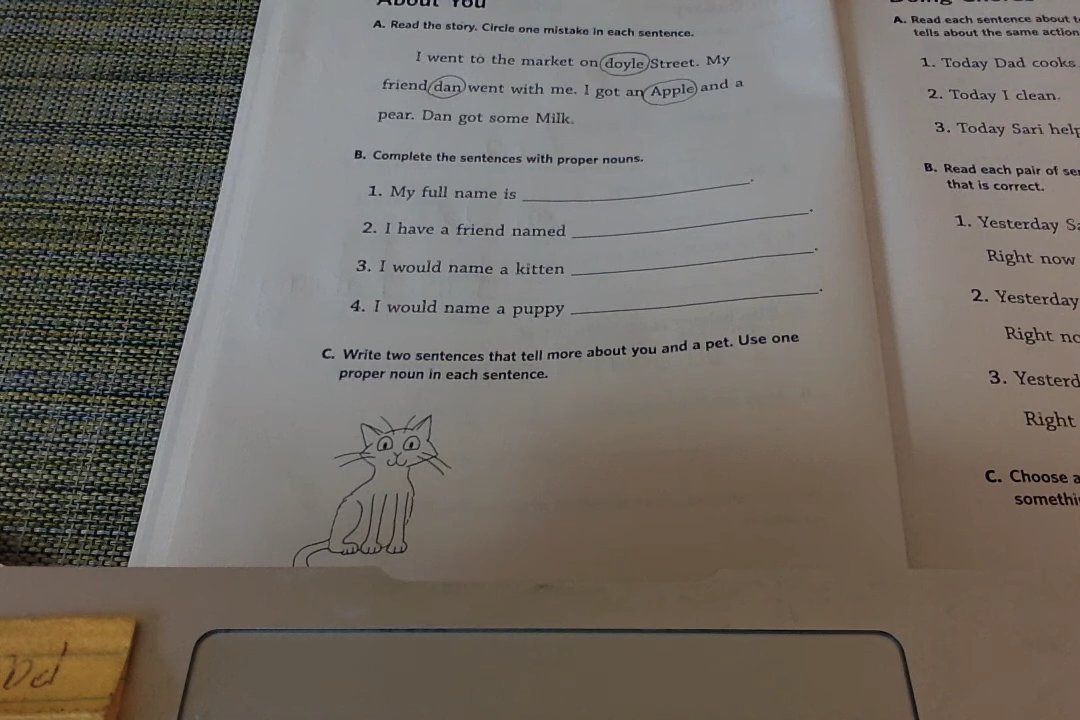 About You
A. Read the story. Circle one mistake in each sentence.
I went to the market on doyle Street. My
friend dan went with me. I got an Apple and a
pear. Dan got some Milk.
B. Complete the sentences with proper nouns.
1. My full name is .
2. I have a friend named .
3. I would name a kitten .
4. I would name a puppy .
C. Write two sentences that tell more about you and a pet. Use one
proper noun in each sentence.
A. Read each sentence about
tells about the same action
1. Today Dad cooks
2. Today I clean.
3. Today Sari
B. Read each pair of
that is correct.
1. Yesterday
Right now
2. Yesterday
Right
3.
Right
C. Choose